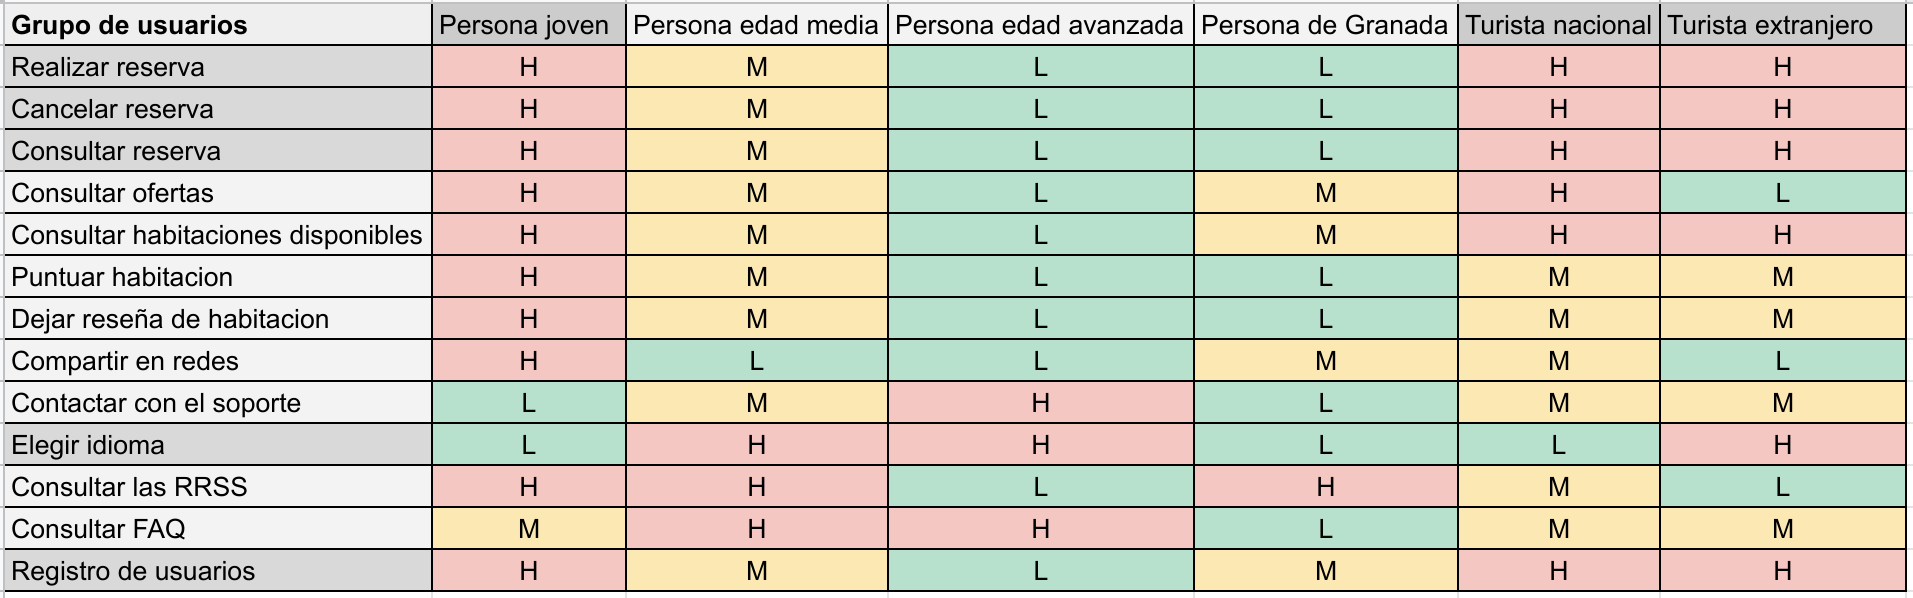 Grupo de usuarios Persona joven Persona edad media Persona edad avanzada Persona de Granada Turista nacional Turista extranjero
Realizar reserva H M L L H H
Cancelar reserva H M L L H H
Consultar reserva H M L L H H
Consultar ofertas H M L M H L
Consultar habitaciones disponibles H M L M H H
Puntuar habitacion H M L L M M
Dejar reseña de habitacion H M L L M M
Compartir en redes H L L M M L
Contactar con el soporte L M H L M M
Elegir idioma L H H L L H
Consultar las RRSS H H L H M L
Consultar FAQ M H H L M M
Registro de usuarios H M L M H H